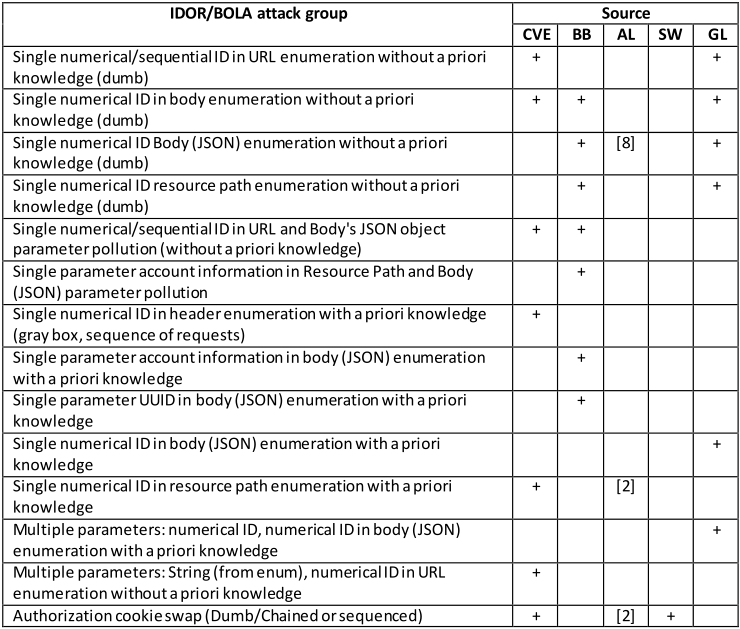 IDOR/BOLA attack group Source
CVE BB AL SW GL
Single numerical/sequential ID in URL enumeration without a priori + +
knowledge (dumb)
Single numerical ID in body enumeration without a priori + + +
knowledge (dumb)
Single numerical ID Body (JSON) enumeration without a priori + [8] +
knowledge (dumb)
Single numerical ID resource path enumeration without a priori + +
knowledge (dumb)
Single numerical/sequential ID in URL and Body's JSON object + +
parameter pollution (without a priori knowledge)
Single parameter account information in Resource Path and Body +
(JSON) parameter pollution
Single numerical ID in header enumeration with a priori knowledge +
(gray box, sequence of requests)
Single parameter account information in body (JSON) enumeration +
with a priori knowledge
Single parameter UUID in body (JSON) enumeration with a priori +
knowledge
Single numerical ID in body (JSON) enumeration with a priori +
knowledge
Single numerical ID in resource path enumeration with a priori + [2]
knowledge
Multiple parameters: numerical ID, numerical ID in body (JSON) +
enumeration with a priori knowledge
Multiple parameters: String (from enum), numerical ID in URL +
enumeration without a priori knowledge
Authorization cookie swap (Dumb/Chained or sequenced) + [2] +